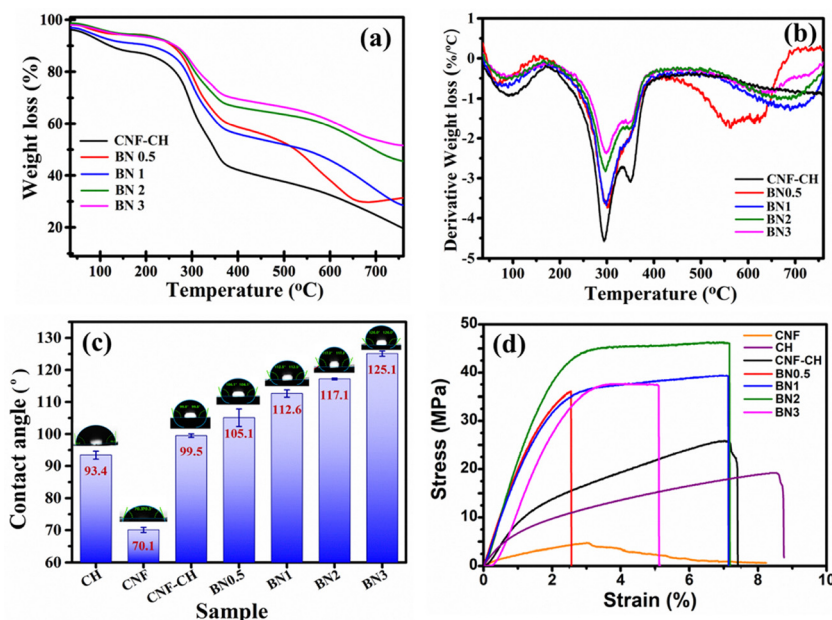 (a)
100
80
60
40
20
Weight loss (%)
CNF-CH
BN 0.5
BN 1
BN 2
BN 3
100 200 300 400 500 600 700
Temperature (°C)
(b)
1
0
-1
-2
-3
-4
-5
Derivative Weight loss (%/°C)
CNF-CH
BN0.5
BN1
BN2
BN3
100 200 300 400 500 600 700
Temperature (°C)
(c)
130
120
110
100
90
80
70
60
Contact angle (°)
93.4
70.1
99.5
105.1
112.6
117.1
125.1
CH CNF CNF-CH BN0.5 BN1 BN2 BN3
Sample
(d)
50
40
30
20
10
0
Stress (MPa)
CNF
CH
CNF-CH
BN0.5
BN1
BN2
BN3
0 2 4 6 8 10
Strain (%)